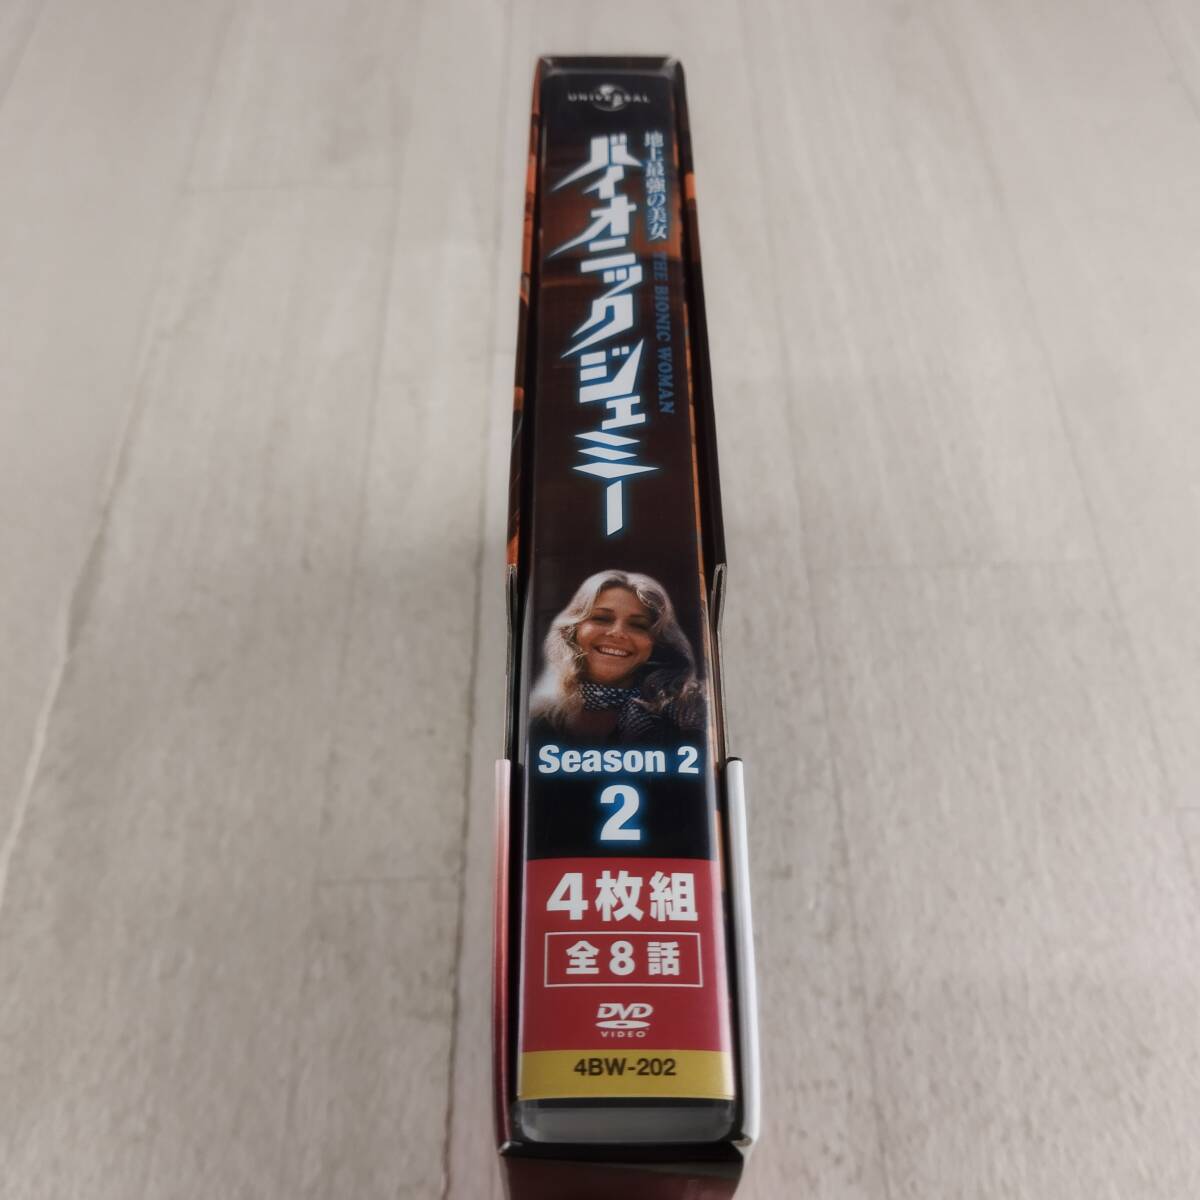 UNIVERSAL
地上最強の美女
バイオニックジェミー
THE BIONIC WOMAN
Season 2
2
4枚組
全8話
DVD
VIDEO
4BW-202